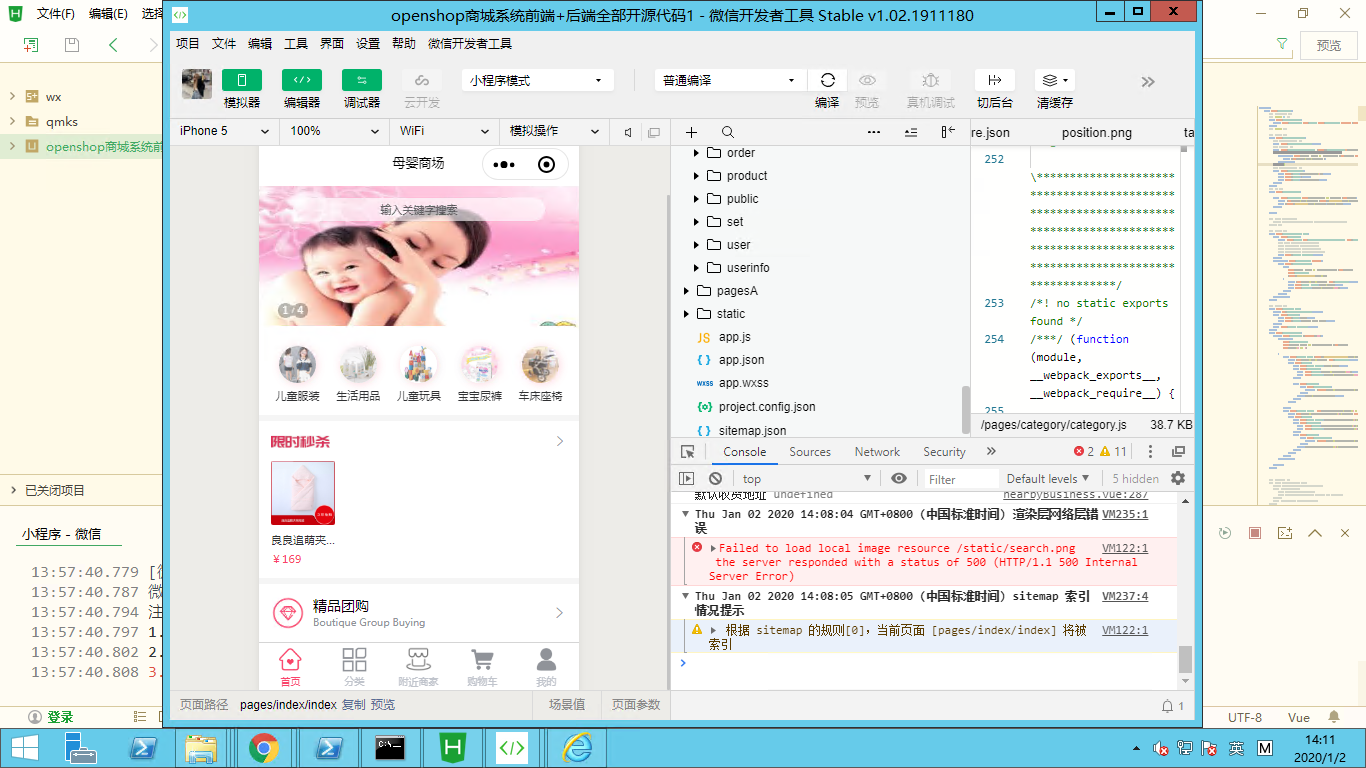 文件(F) 编辑(E) 选择
openshop商城系统前端+后端全部开源代码1 - 微信开发者工具 Stable v1.02.1911180
预览
项目 文件 编辑 工具 界面 设置 帮助 微信开发者工具
模拟器 编辑器 调试器 云开发
小程序模式
普通编译
编译 预览 真机调试 切后台 清缓存
iPhone 5 100% WiFi 模拟操作
re.json position.png ta
wx
qmks
openshop商城系统前
已关闭项目
小程序 - 微信
13:57:40.779 [
13:57:40.787 微
13:57:40.794 注
13:57:40.797 1.
13:57:40.802 2.
13:57:40.808 3.
登录
母婴商场
输入关键字搜索
1 / 4
儿童服装 生活用品 儿童玩具 宝宝尿裤 车床座椅
限时秒杀
良良追萌夹...
￥169
精品团购
Boutique Group Buying
首页 分类 附近商家 购物车 我的
页面路径 pages/index/index 复制 预览 场景值 页面参数
1
order
produ
public
set
user
userinfo
pagesA
static
app.js
app.json
app.wxss
project.config.json
sitemap.json
252
********************
********************
********************
********************
********************
********************
************/
253 *! no static exports
found */
254 /***/ (function
(module,
__webpack_exports__,
__webpack_require__) {
255
/pages/category/category.js 38.7 KB
Console Sources Network Security
2 11
top
Filter
Default levels
5 hidden
默认收货地址 undefined business.vue:287
Thu Jan 02 2020 14:08:04 GMT+0800 (中国标准时间) 渲染层网络层错误 VM235:1
Failed to load local image resource /static/search.png VM122:1
the server responded with a status of 500 (HTTP/1.1 500 Internal
Server Error)
Thu Jan 02 2020 14:08:05 GMT+0800 (中国标准时间) sitemap 索引 VM237:4
情况提示
根据 sitemap 的规则[0]，当前页面 [pages/index/index] 将被 VM122:1
索引
UTF-8 Vue
英 M
14:11
2020/1/2